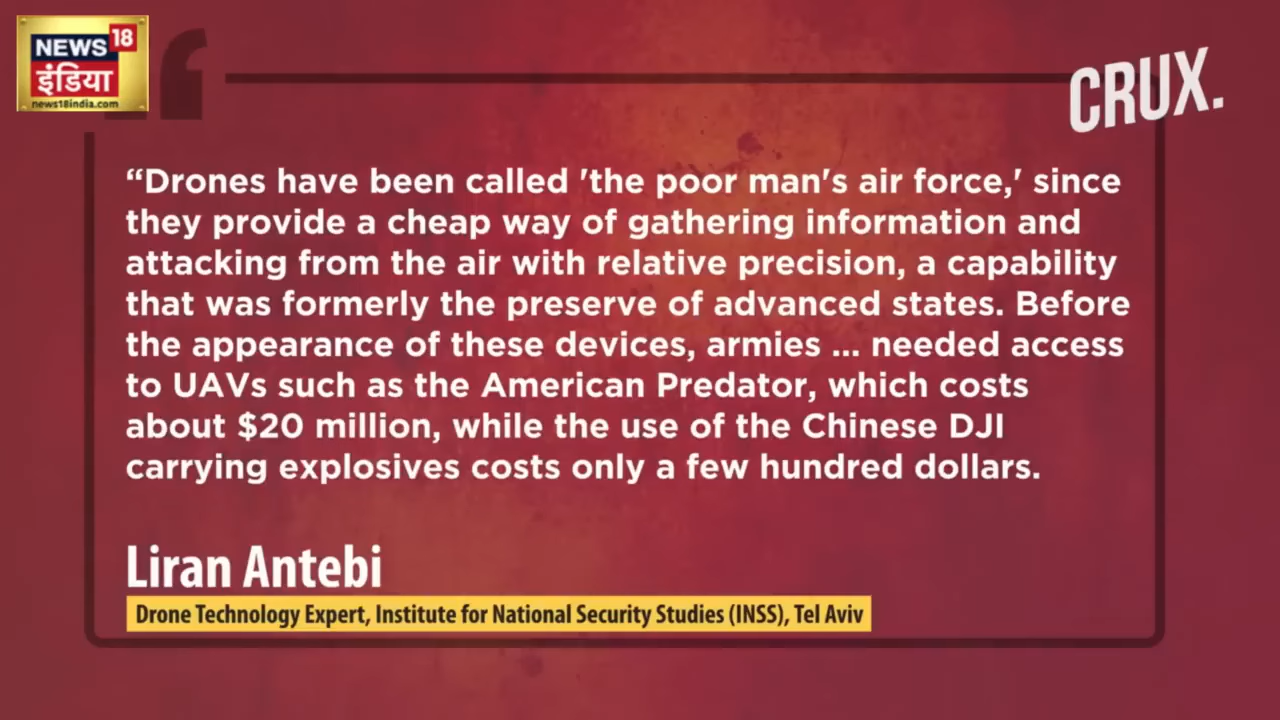 NEWS 18
इंडिया
news18india.com
CRUX.
“Drones have been called 'the poor man's air force,' since
they provide a cheap way of gathering information and
attacking from the air with relative precision, a capability
that was formerly the preserve of advanced states. Before
the appearance of these devices, armies ... needed access
to UAVs such as the American Predator, which costs
about $20 million, while the use of the Chinese DJI
carrying explosives costs only a few hundred dollars.
Liran Antebi
Drone Technology Expert, Institute for National Security Studies (INSS), Tel Aviv